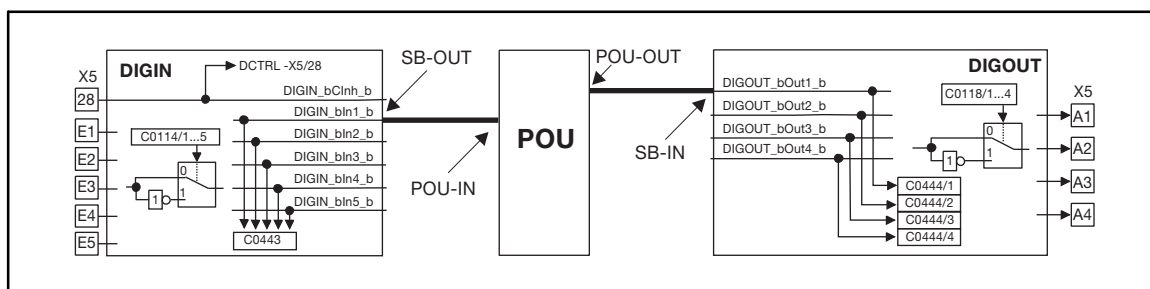 X5
DIGIN
DCTRL -X5/28
28
DIGIN_bCInh_b
E1
E2
E3
E4
E5
C0114/1...5
0
1
1
DIGIN_bIn1_b
DIGIN_bIn2_b
DIGIN_bIn3_b
DIGIN_bIn4_b
DIGIN_bIn5_b
C0443
SB-OUT
POU-IN
POU
POU-OUT
SB-IN
DIGOUT
DIGOUT_bOut1_b
DIGOUT_bOut2_b
DIGOUT_bOut3_b
DIGOUT_bOut4_b
C0118/1...4
0
1
1
C0444/1
C0444/2
C0444/3
C0444/4
X5
A1
A2
A3
A4